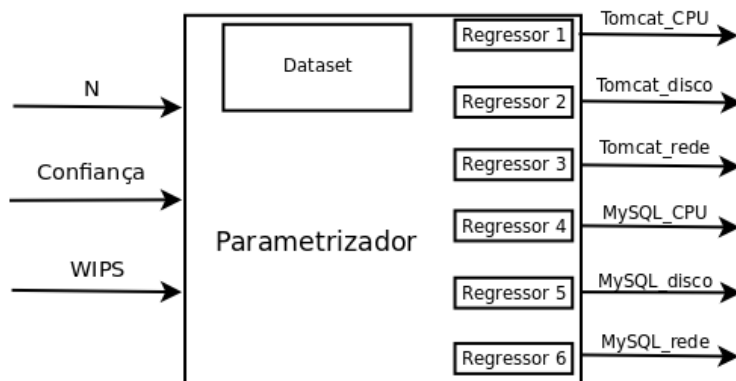 N
Confiança
WIPS
Dataset
Parametrizador
Regressor 1
Regressor 2
Regressor 3
Regressor 4
Regressor 5
Regressor 6
Tomcat_CPU
Tomcat_disco
Tomcat_rede
MySQL_CPU
MySQL_disco
MySQL_rede